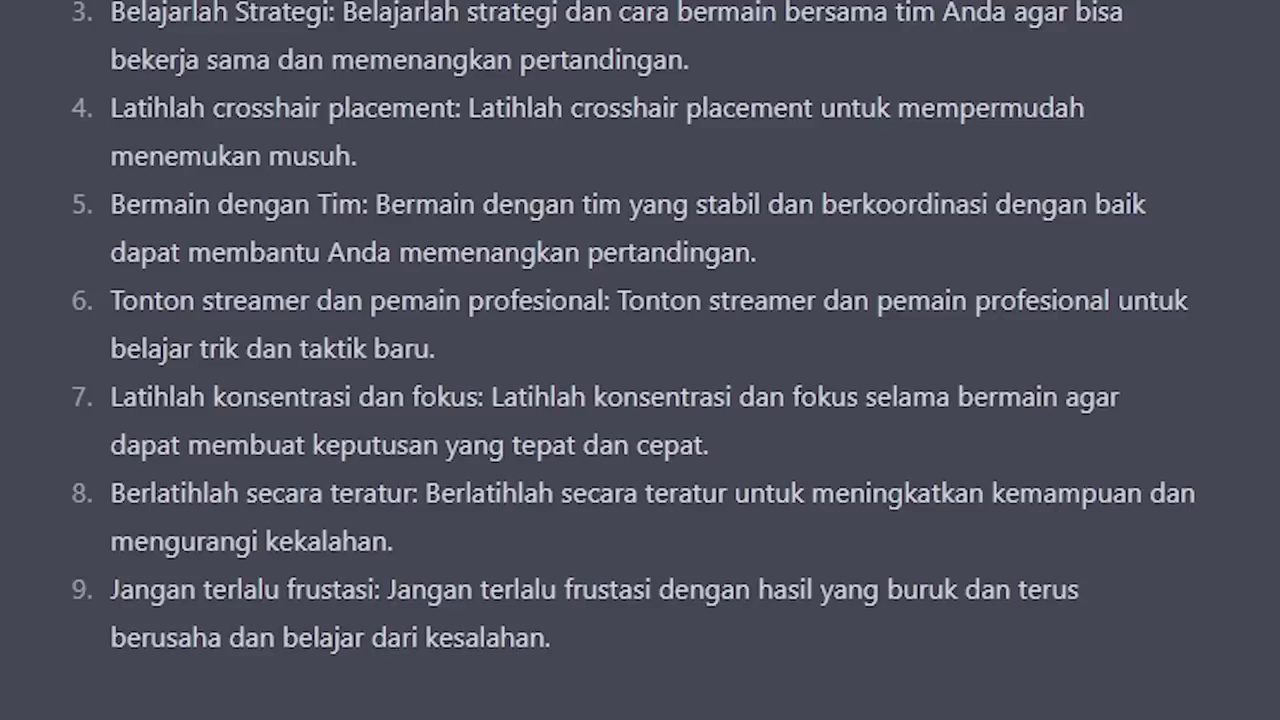 3. Belajarlah Strategi: Belajarlah strategi dan cara bermain bersama tim Anda agar bisa
bekerja sama dan memenangkan pertandingan.
4. Latihlah crosshair placement: Latihlah crosshair placement untuk mempermudah
menemukan musuh.
5. Bermain dengan Tim: Bermain dengan tim yang stabil dan berkoordinasi dengan baik
dapat membantu Anda memenangkan pertandingan.
6. Tonton streamer dan pemain profesional: Tonton streamer dan pemain profesional untuk
belajar trik dan taktik baru.
7. Latihlah konsentrasi dan fokus: Latihlah konsentrasi dan fokus selama bermain agar
dapat membuat keputusan yang tepat dan cepat.
8. Berlatihlah secara teratur: Berlatihlah secara teratur untuk meningkatkan kemampuan dan
mengurangi kekalahan.
9. Jangan terlalu frustasi: Jangan terlalu frustasi dengan hasil yang buruk dan terus
berusaha dan belajar dari kesalahan.